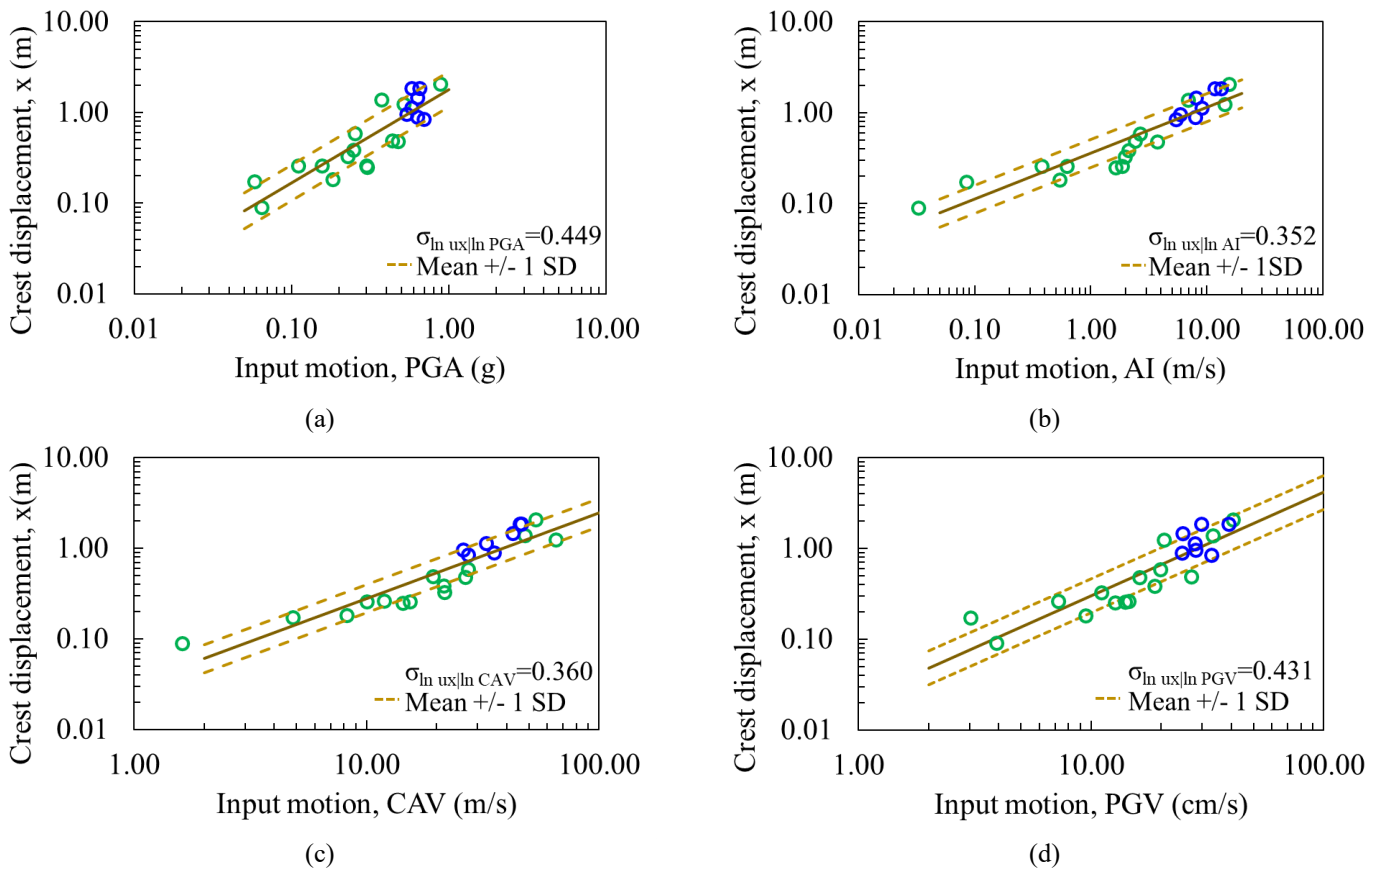 Crest displacement, x (m)
10.00
1.00
0.10
0.01
σln ux|ln PGA=0.449
Mean +/- 1 SD
0.01 0.10 1.00 10.00
Input motion, PGA (g)
(a)
Crest displacement, x (m)
10.00
1.00
0.10
0.01
σln ux|ln AI=0.352
Mean +/- 1SD
0.01 0.10 1.00 10.00 100.00
Input motion, AI (m/s)
(b)
Crest displacement, x(m)
10.00
1.00
0.10
0.01
σln ux|ln CAV=0.360
Mean +/- 1 SD
1.00 10.00 100.00
Input motion, CAV (m/s)
(c)
Crest displacement, x (m)
10.00
1.00
0.10
0.01
σln ux|ln PGV=0.431
Mean +/- 1 SD
1.00 10.00 100.00
Input motion, PGV (cm/s)
(d)